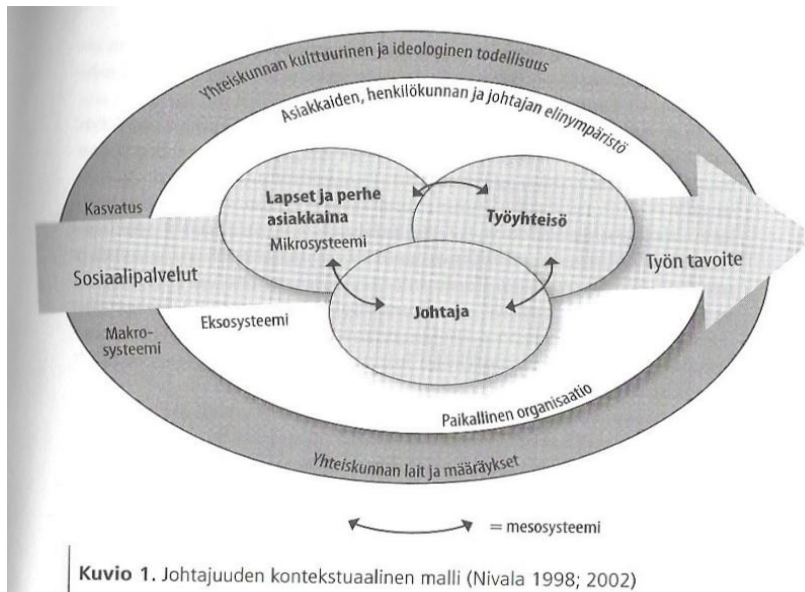 Yhteiskunnan kulttuurinen ja ideologinen todellisuus
Asiakkaiden, henkilökunnan ja johtajan elinympäristö
Kasvatus
Lapset ja perhe
asiakkaina
Mikrosysteemi
Työyhteisö
Sosiaalipalvelut
Työn tavoite
Johtaja
Eksosysteemi
Makro-
systeemi
Paikallinen organisaatio
Yhteiskunnan lait ja määräykset
= mesosysteemi
Kuvio 1. Johtajuuden kontekstuaalinen malli (Nivala 1998; 2002)